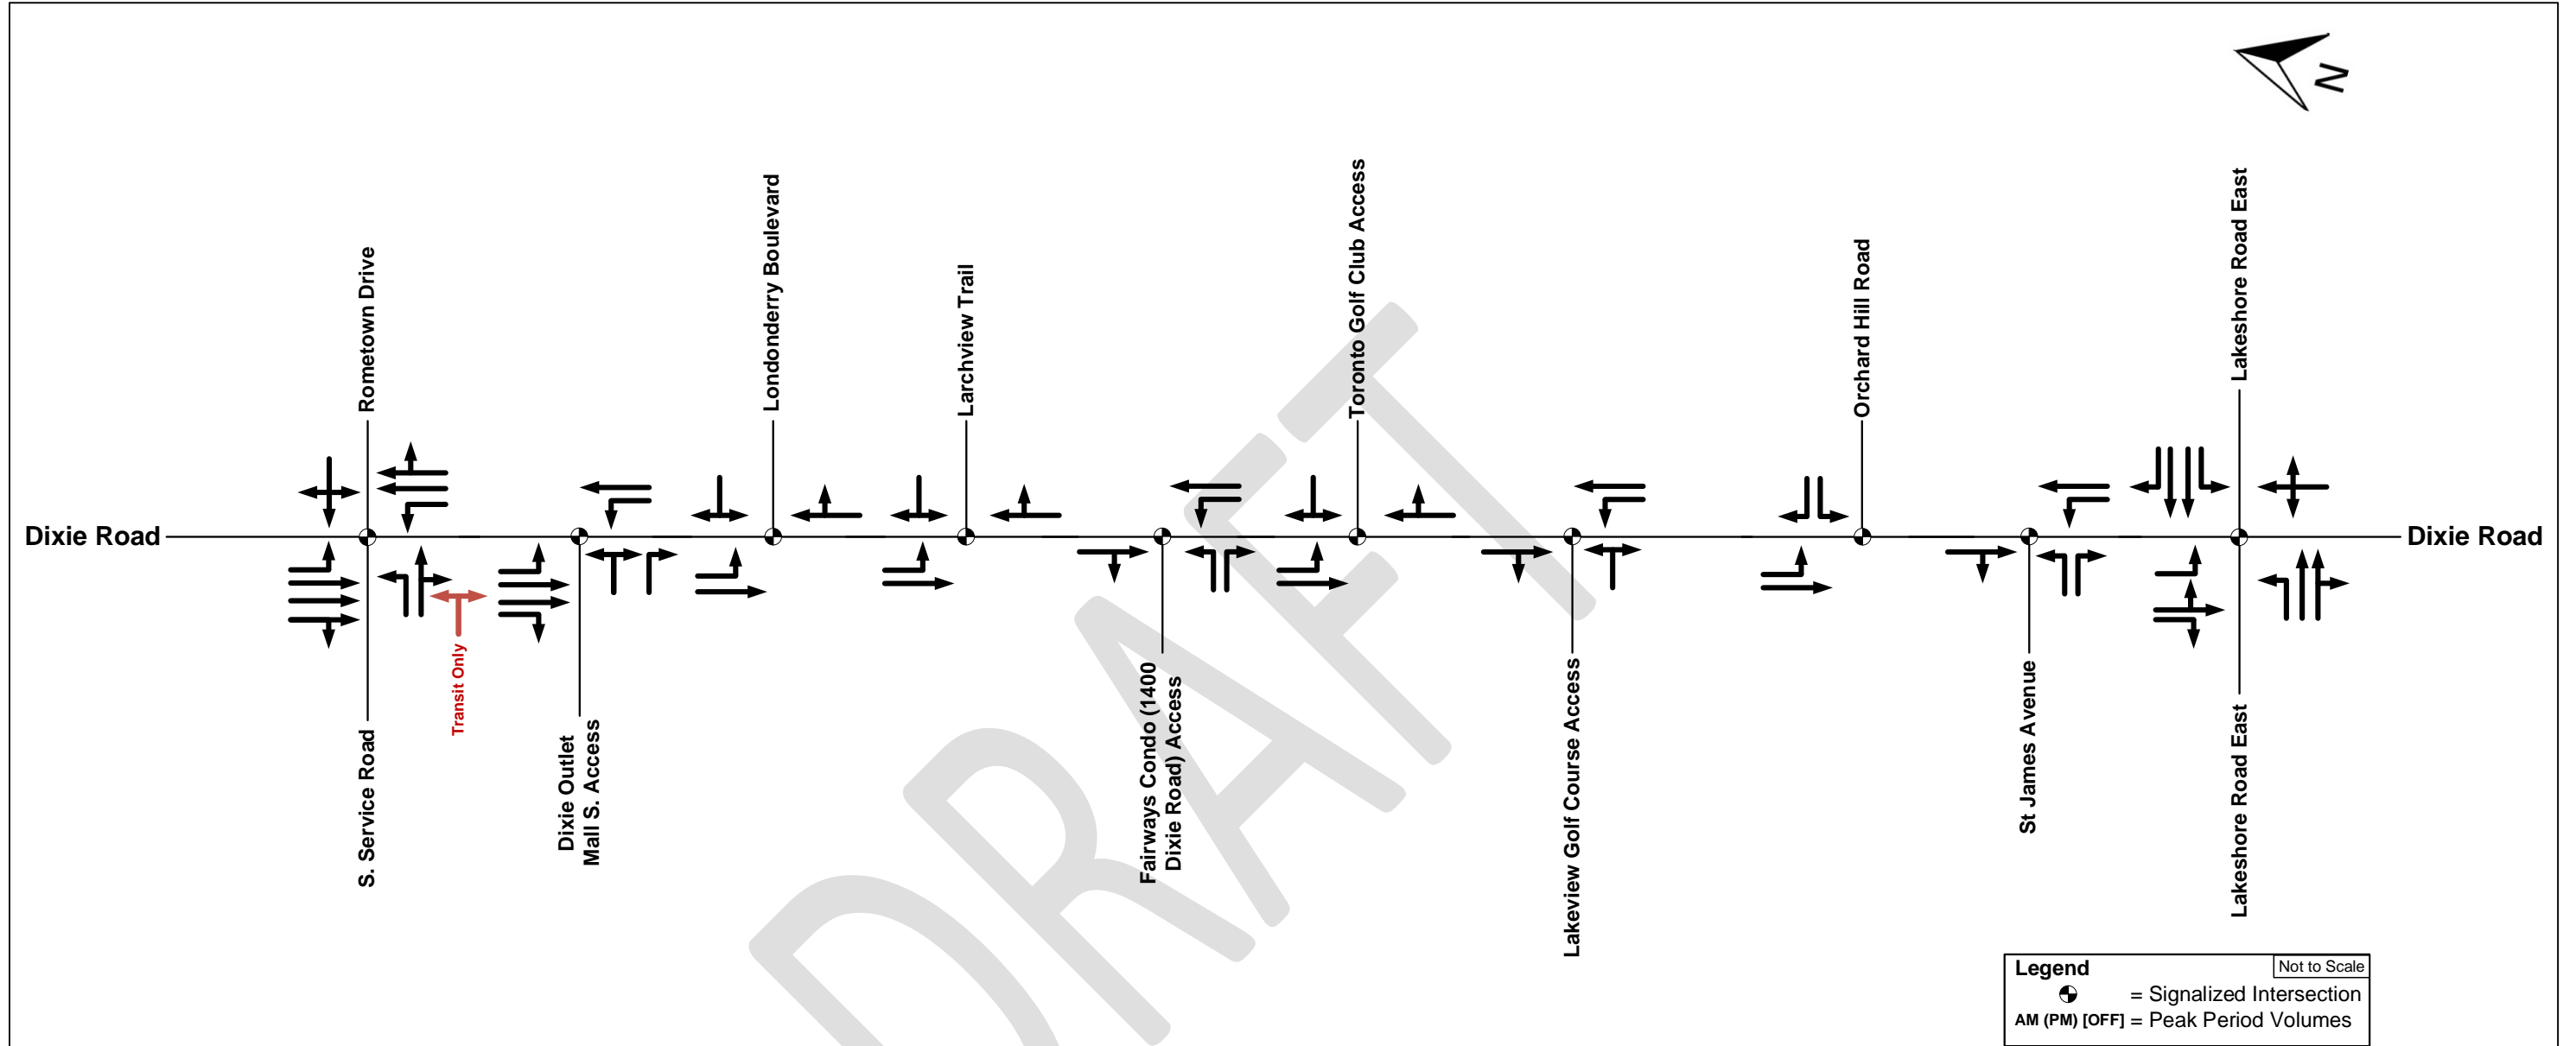 N
Rometown Drive
Londonderry Boulevard
Larchview Trail
Toronto Golf Club Access
Orchard Hill Road
Lakeshore Road East
Dixie Road
Dixie Road
Transit Only
S. Service Road
Dixie Outlet
Mall S. Access
Fairways Condo (1400
Dixie Road) Access
Lakeview Golf Course Access
St James Avenue
Lakeshore Road East
DRAFT
Legend
Not to Scale
= Signalized Intersection
AM (PM) [OFF] = Peak Period Volumes